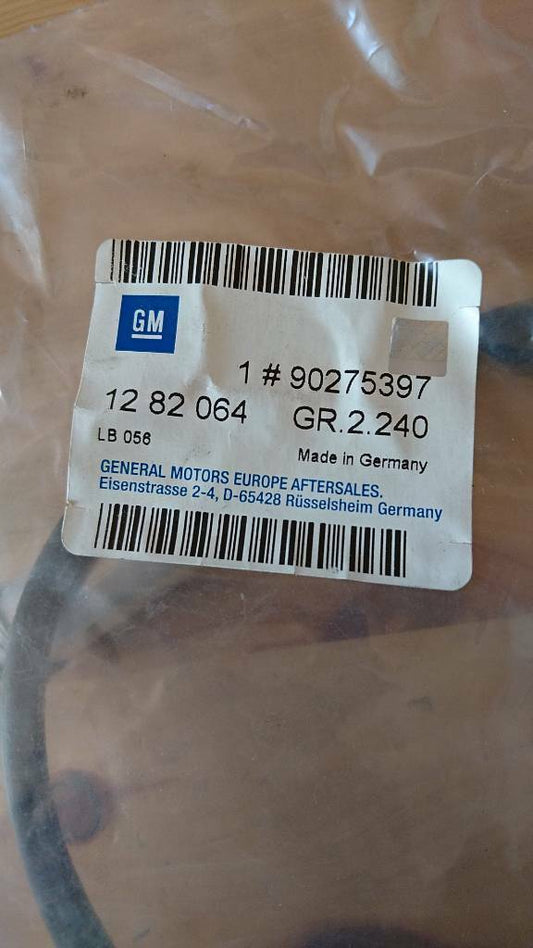 GM
1 # 90275397
12 82 064 GR.2.240
LB 056
Made in Germany
GENERAL MOTORS EUROPE AFTERSALES.
Eisenstrasse 2-4, D-65428 Rüsselsheim Germany